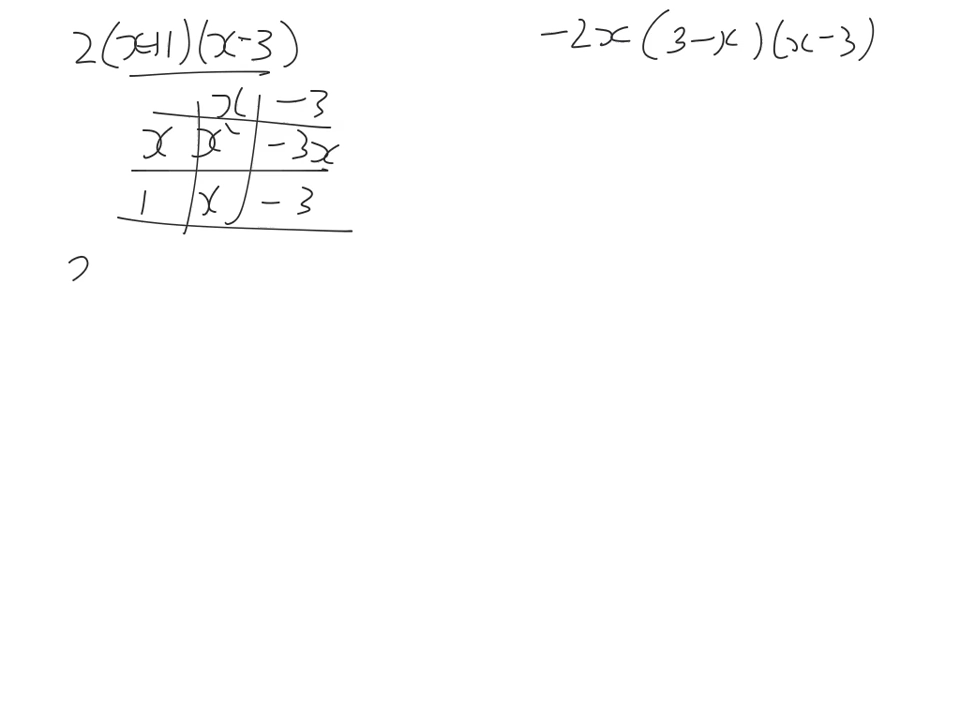 2(x+1)(x-3)
-2x(3-x)(x-3)
x -3
x x² -3x
1 x -3
2